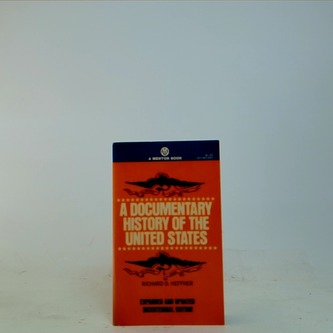 A MENTOR BOOK
A DOCUMENTARY
HISTORY OF THE
UNITED STATES
RICHARD D. HEFFNER
EXPANDED AND UPDATED
BICENTENNIAL EDITION